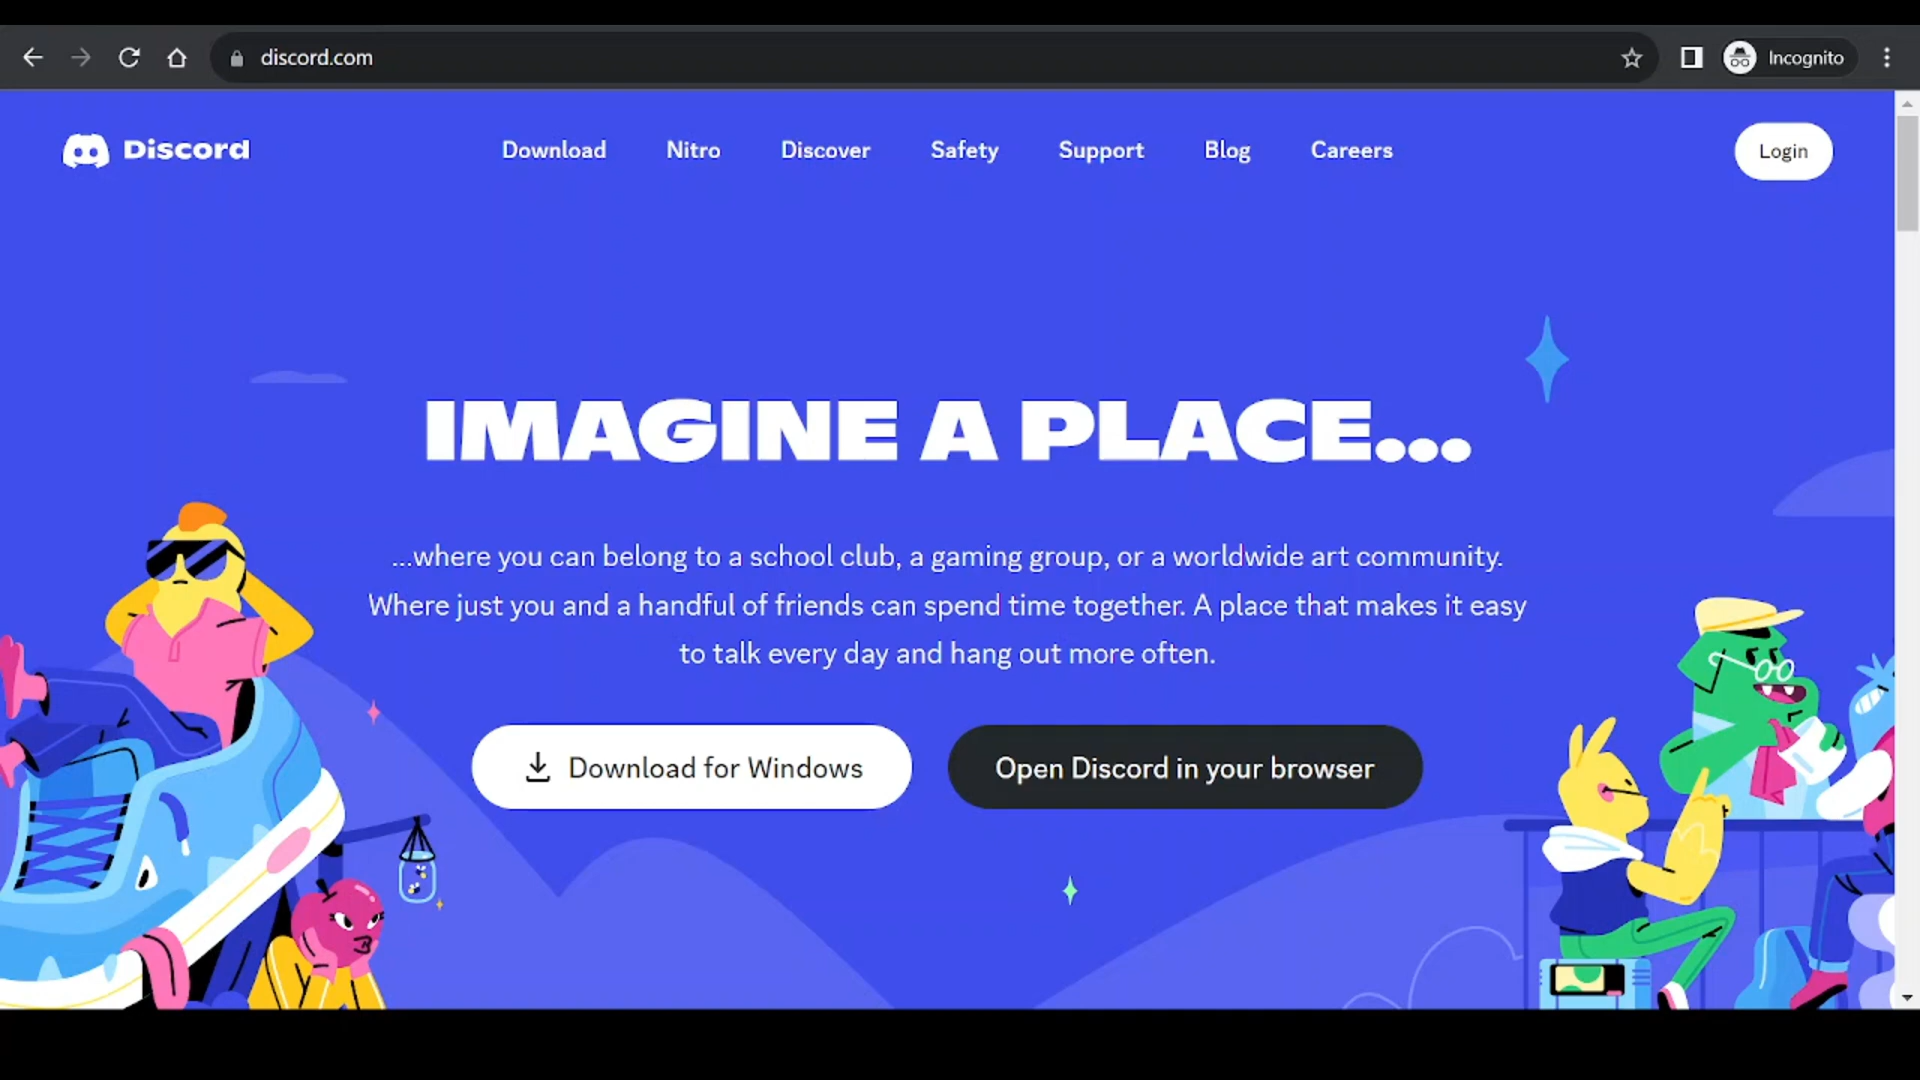 discord.com
Incognito
Discord
Download Nitro Discover Safety Support Blog Careers
Login
IMAGINE A PLACE...
...where you can belong to a school club, a gaming group, or a worldwide art community.
Where just you and a handful of friends can spend time together. A place that makes it easy
to talk every day and hang out more often.
Download for Windows
Open Discord in your browser